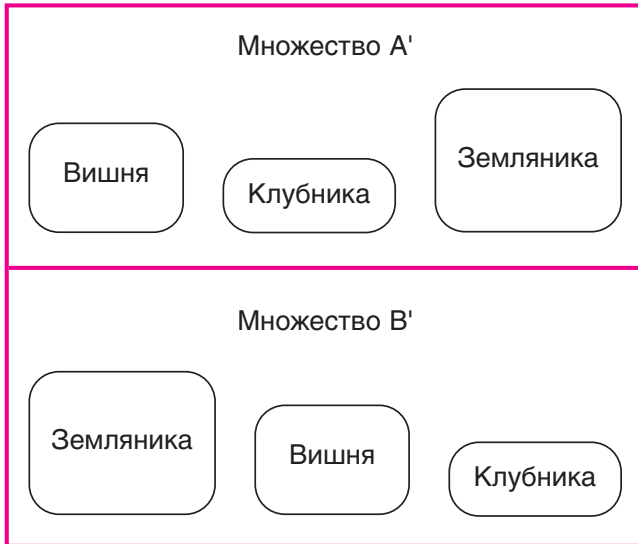 Множество А'
Вишня
Клубника
Земляника
Множество В'
Земляника
Вишня
Клубника